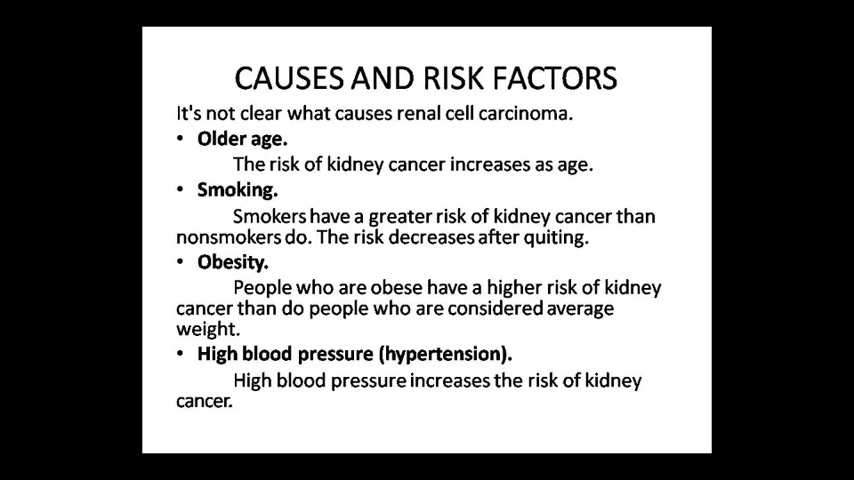 CAUSES AND RISK FACTORS
It's not clear what causes renal cell carcinoma.
• Older age.
The risk of kidney cancer increases as age.
• Smoking.
Smokers have a greater risk of kidney cancer than
nonsmokers do. The risk decreases after quiting.
• Obesity.
People who are obese have a higher risk of kidney
cancer than do people who are considered average
weight.
• High blood pressure (hypertension).
High blood pressure increases the risk of kidney
cancer.